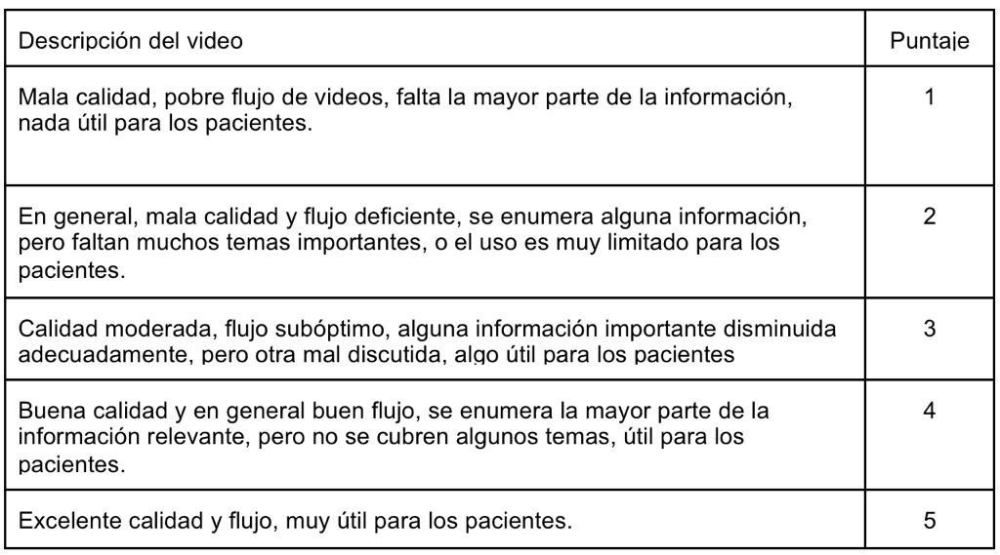 Descripción del video Puntaje
Mala calidad, pobre flujo de videos, falta la mayor parte de la información, 1
nada útil para los pacientes.
En general, mala calidad y flujo deficiente, se enumera alguna información, 2
pero faltan muchos temas importantes, o el uso es muy limitado para los
pacientes.
Calidad moderada, flujo subóptimo, alguna información importante disminuida 3
adecuadamente, pero otra mal discutida, algo útil para los pacientes
Buena calidad y en general buen flujo, se enumera la mayor parte de la 4
información relevante, pero no se cubren algunos temas, útil para los
pacientes.
Excelente calidad y flujo, muy útil para los pacientes. 5